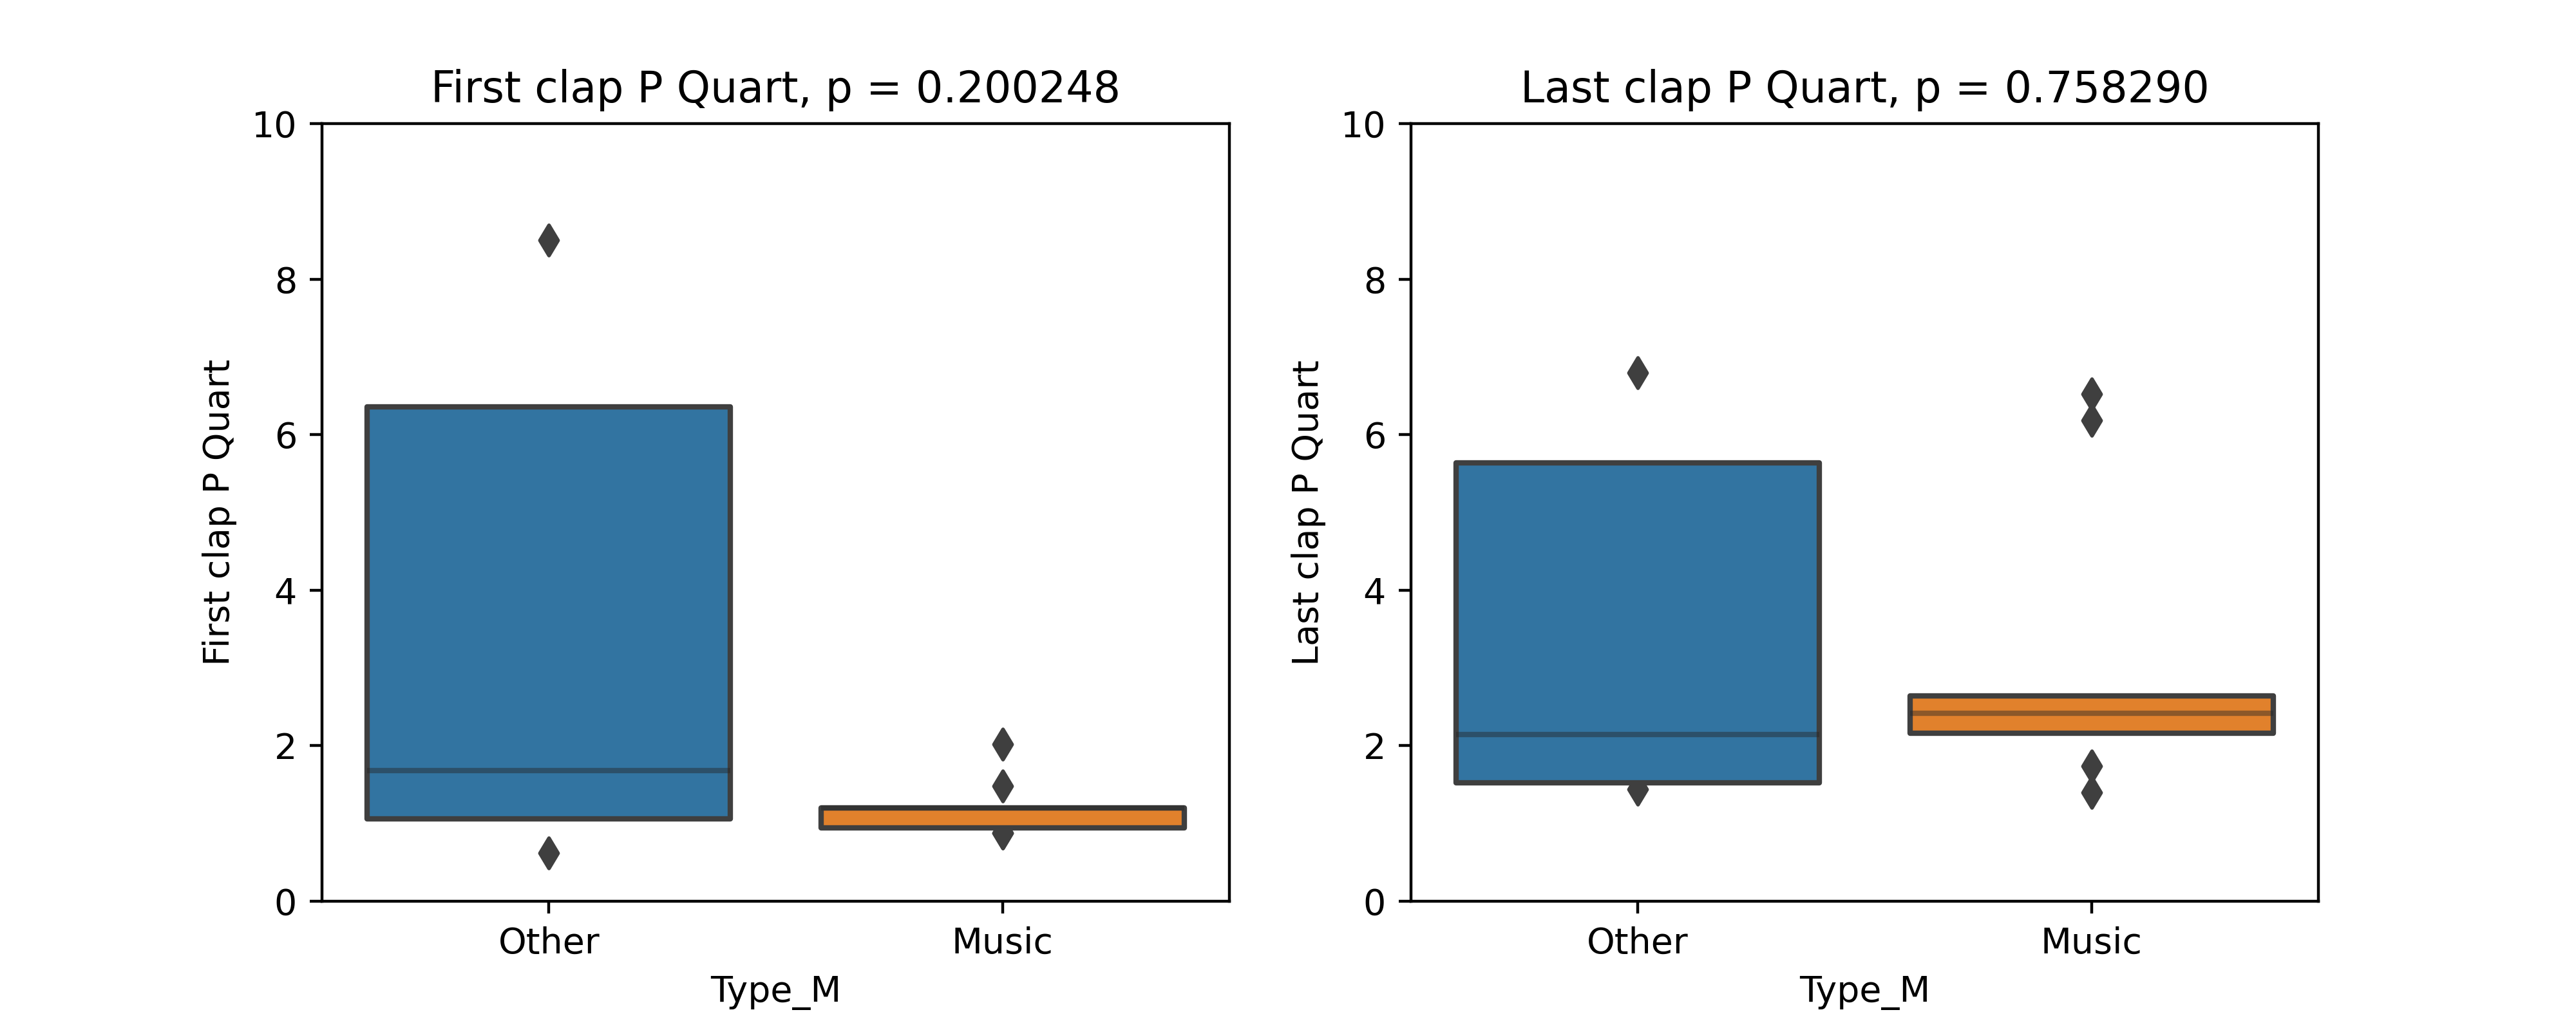 First clap P Quart, p = 0.200248
10
8
6
4
2
0
First clap P Quart
Other
Music
Type_M
Last clap P Quart, p = 0.758290
10
8
6
4
2
0
Last clap P Quart
Other
Music
Type_M